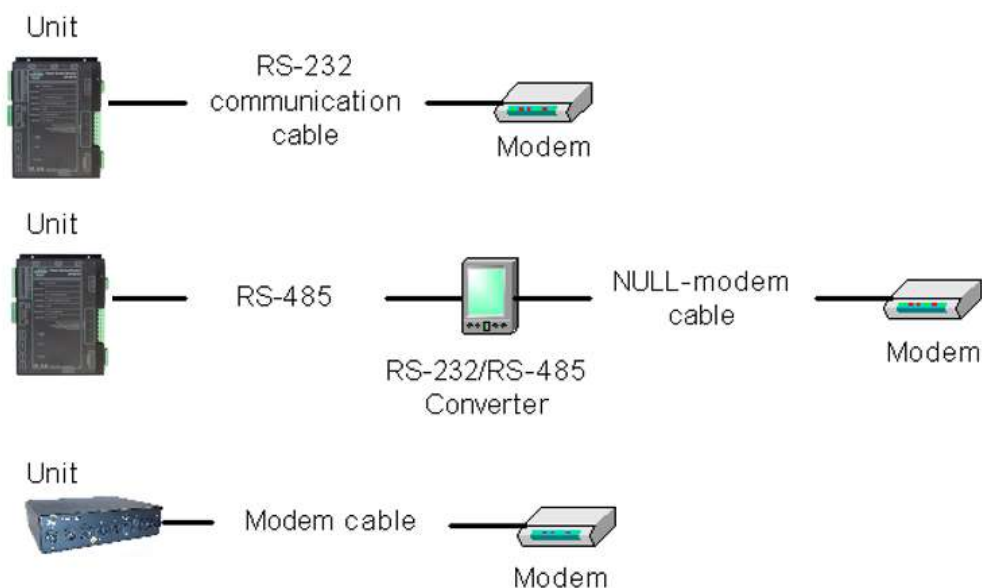 Unit
RS-232
communication
cable
Modem
Unit
RS-485
NULL-modem
cable
Modem
RS-232/RS-485
Converter
Unit
Modem cable
Modem